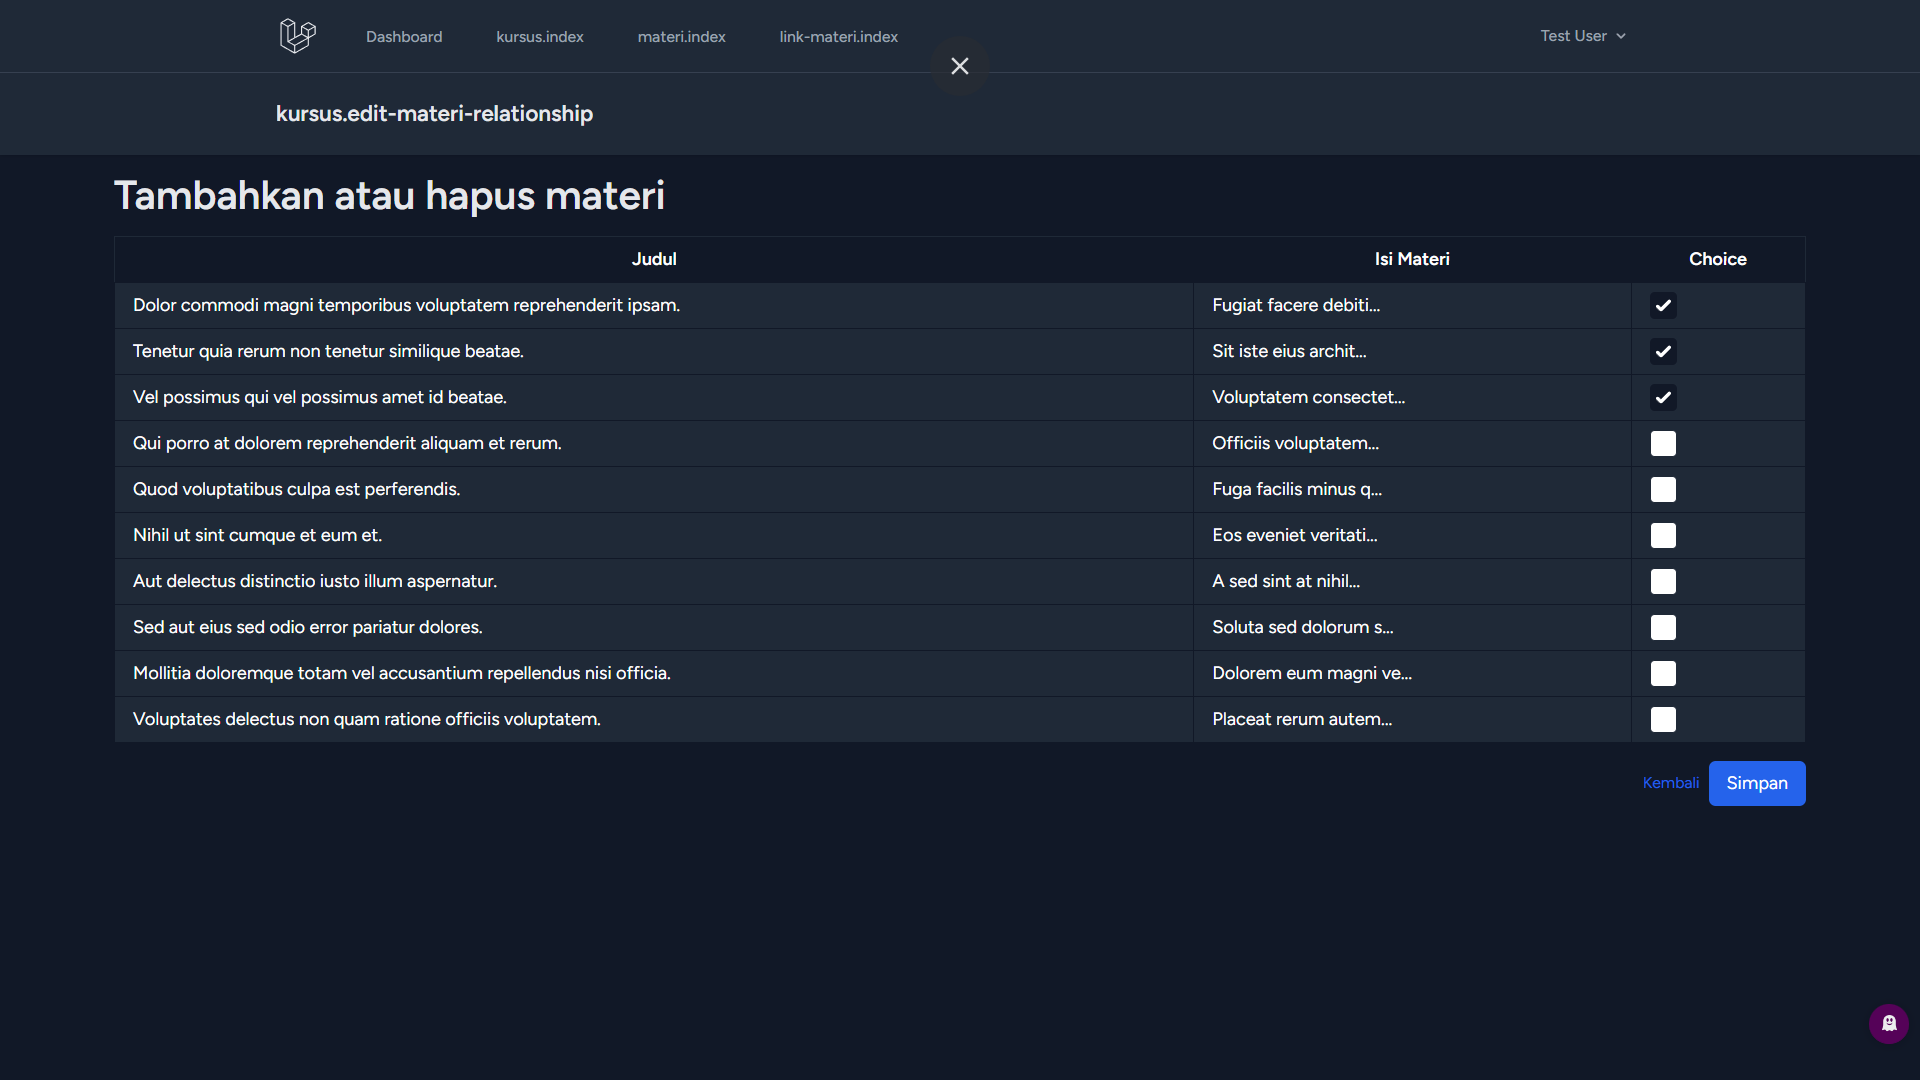 Dashboard kursus.index materi.index link-materi.index Test User
kursus.edit-materi-relationship
Tambahkan atau hapus materi
Judul Isi Materi Choice
Dolor commodi magni temporibus voluptatem reprehenderit ipsam. Fugiat facere debiti...
Tenetur quia rerum non tenetur similique beatae. Sit iste eius archit...
Vel possimus qui vel possimus amet id beatae. Voluptatem consectet...
Qui porro at dolorem reprehenderit aliquam et rerum. Officiis voluptatem...
Quod voluptatibus culpa est perferendis. Fuga facilis minus q...
Nihil ut sint cumque et eum et. Eos eveniet veritati...
Aut delectus distinctio iusto illum aspernatur. A sed sint at nihil...
Sed aut eius sed odio error pariatur dolores. Soluta sed dolorum s...
Mollitia doloremque totam vel accusantium repellendus nisi officia. Dolorem eum magni ve...
Voluptates delectus non quam ratione officiis voluptatem. Placeat rerum autem...
Kembali Simpan